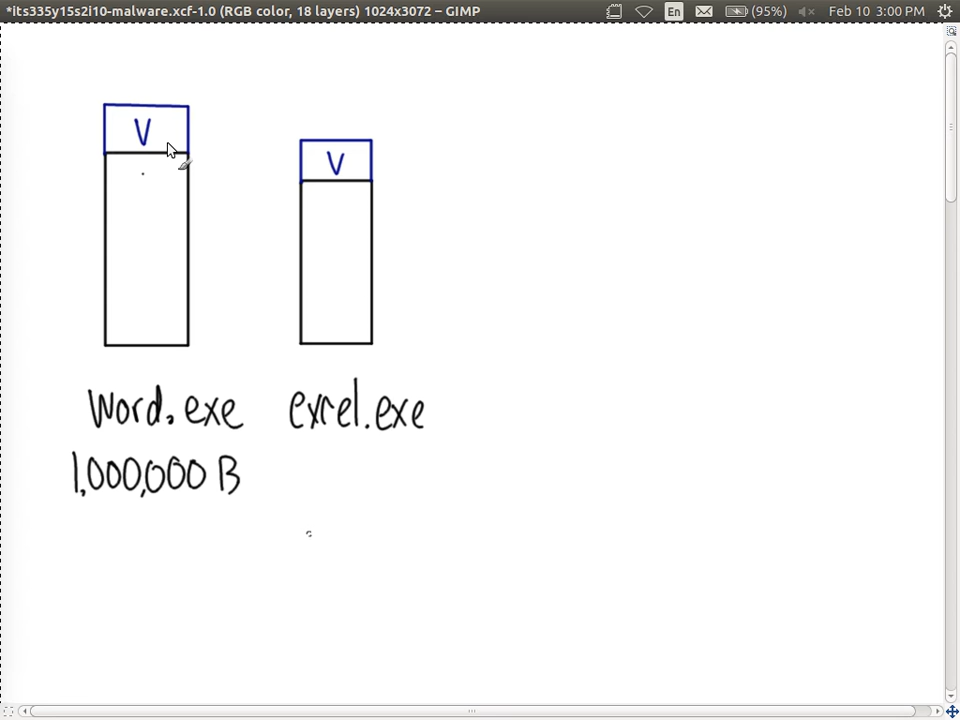 *its335y15s2i10-malware.xcf-1.0 (RGB color, 18 layers) 1024x3072 – GIMP En (95%) Feb 10 3:00 PM
V V
Word.exe excel.exe
1,000,000 B